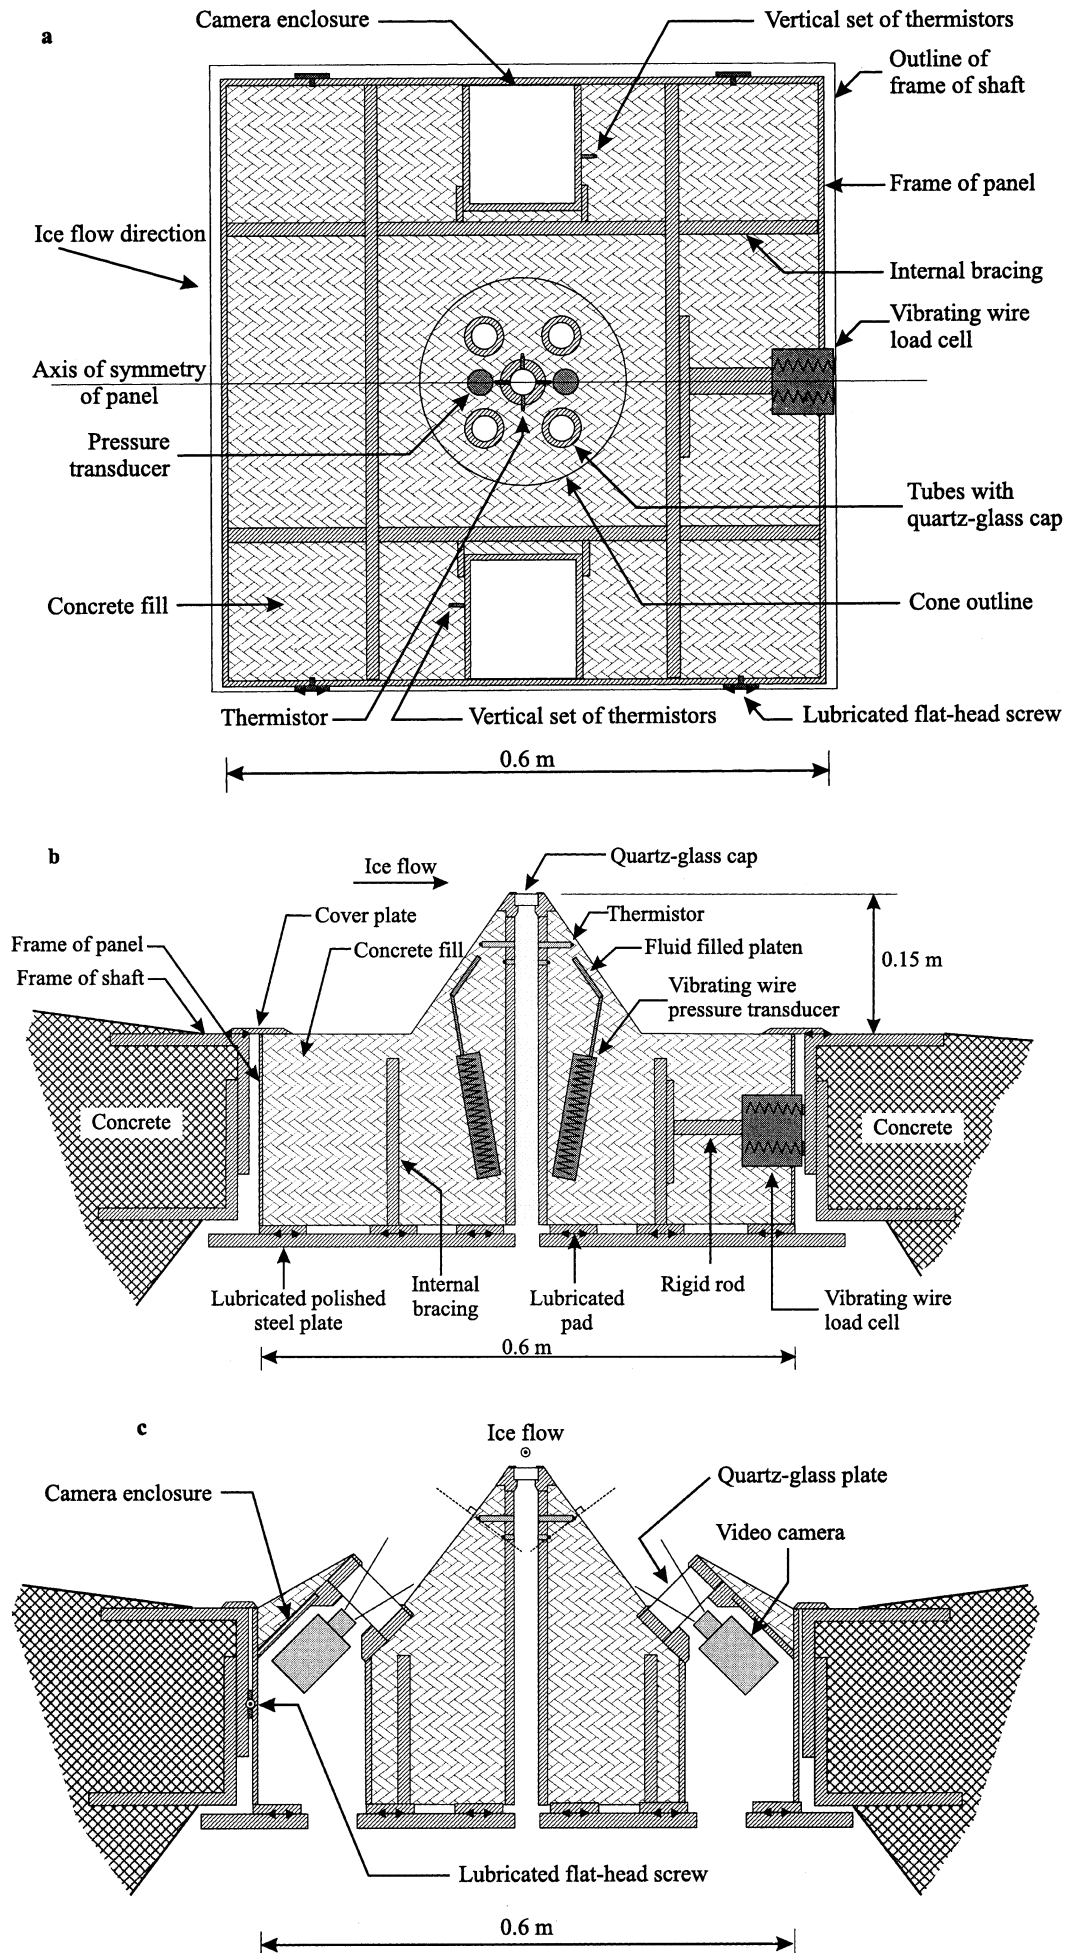 a
Camera enclosure
Vertical set of thermistors
Outline of
frame of shaft
Frame of panel
Ice flow direction
Internal bracing
Vibrating wire
load cell
Axis of symmetry
of panel
Pressure
transducer
Tubes with
quartz-glass cap
Concrete fill
Cone outline
Thermistor
Vertical set of thermistors
Lubricated flat-head screw
0.6 m
b
Ice flow
Quartz-glass cap
Cover plate
Thermistor
Frame of panel
Concrete fill
Fluid filled platen
Frame of shaft
0.15 m
Vibrating wire
pressure transducer
Concrete
Concrete
Lubricated polished
steel plate
Internal
bracing
Lubricated
pad
Rigid rod
Vibrating wire
load cell
0.6 m
c
Ice flow
Camera enclosure
Quartz-glass plate
Video camera
Lubricated flat-head screw
0.6 m